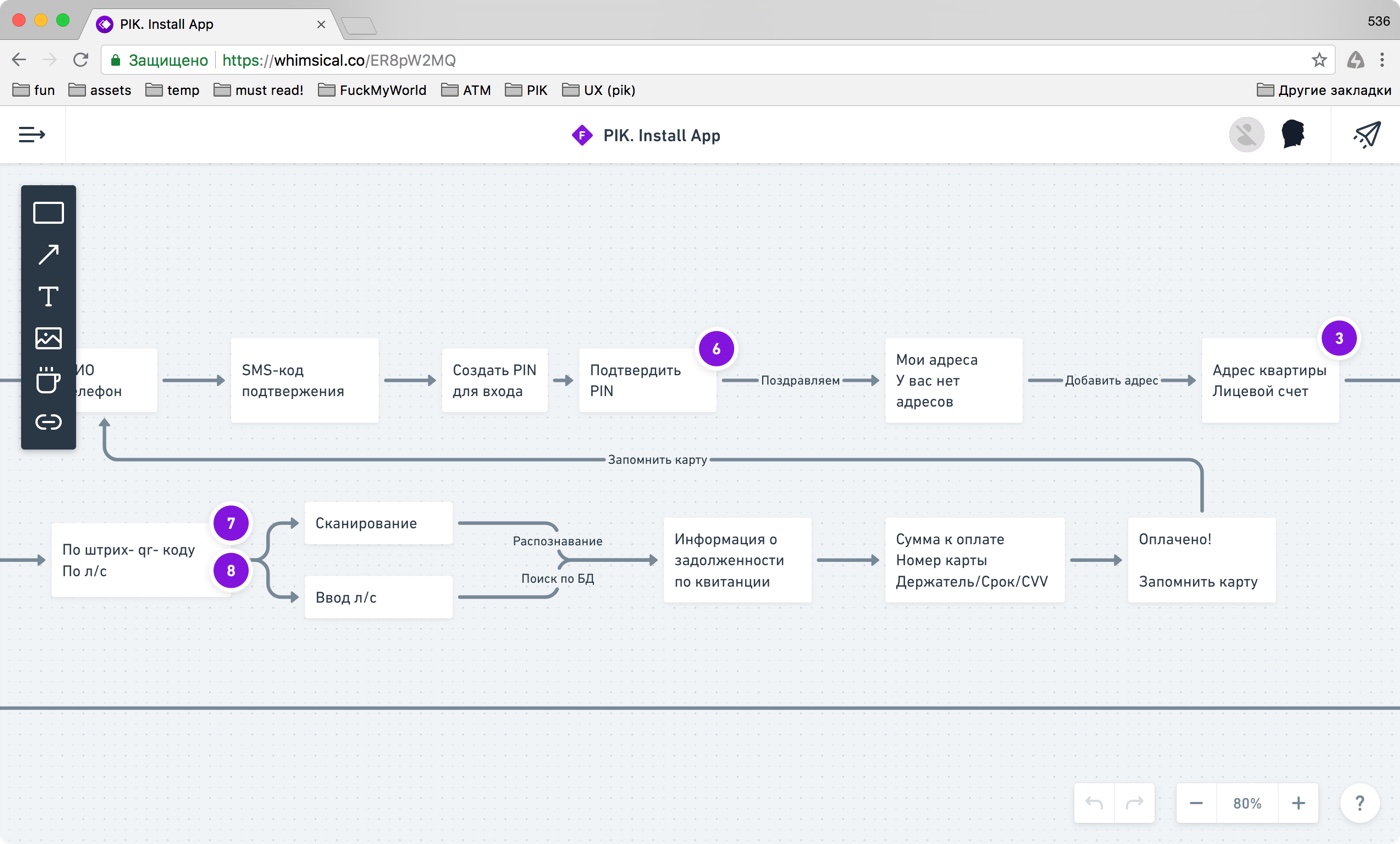 PIK. Install App
536
Защищено
https://whimsical.co/ER8pW2MQ
fun
assets
temp
must read!
FuckMyWorld
ATM
PIK
UX (pik)
Другие закладки
F
PIK. Install App
T
ИО
лефон
SMS-код
подтвержения
Создать PIN
для входа
6
Подтвердить
PIN
Поздравляем
Мои адреса
У вас нет
адресов
Добавить адрес
3
Адрес квартиры
Лицевой счет
Запомнить карту
7
8
По штрих- qr- коду
По л/с
Сканирование
Ввод л/с
Распознавание
Поиск по БД
Информация о
задолженности
по квитанции
Сумма к оплате
Номер карты
Держатель/Срок/CVV
Оплачено!
Запомнить карту
80%
?